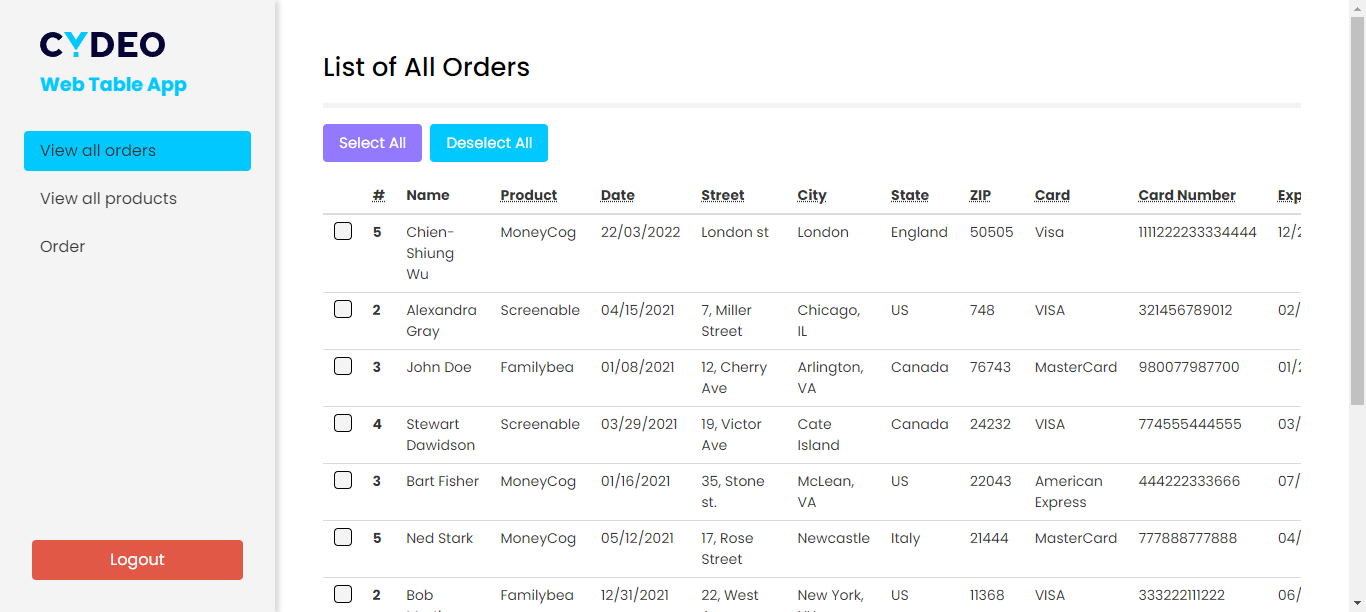 CYDEO
Web Table App
View all orders
View all products
Order
Logout
List of All Orders
Select All Deselect All
# Name Product Date Street City State ZIP Card Card Number Exp
5 Chien- MoneyCog 22/03/2022 London st London England 50505 Visa 1111222233334444 12/2
Shiung
Wu
2 Alexandra Screenable 04/15/2021 7, Miller Chicago, US 748 VISA 321456789012 02/
Gray Street IL
3 John Doe Familybea 01/08/2021 12, Cherry Arlington, Canada 76743 MasterCard 980077987700 01/2
Ave VA
4 Stewart Screenable 03/29/2021 19, Victor Cate Canada 24232 VISA 774555444555 03/
Dawidson Ave Island
3 Bart Fisher MoneyCog 01/16/2021 35, Stone McLean, US 22043 American 444222333666 07/
st. VA Express
5 Ned Stark MoneyCog 05/12/2021 17, Rose Newcastle Italy 21444 MasterCard 777888777888 04/
Street
2 Bob Familybea 12/31/2021 22, West New York, US 11368 VISA 333222111222 06/